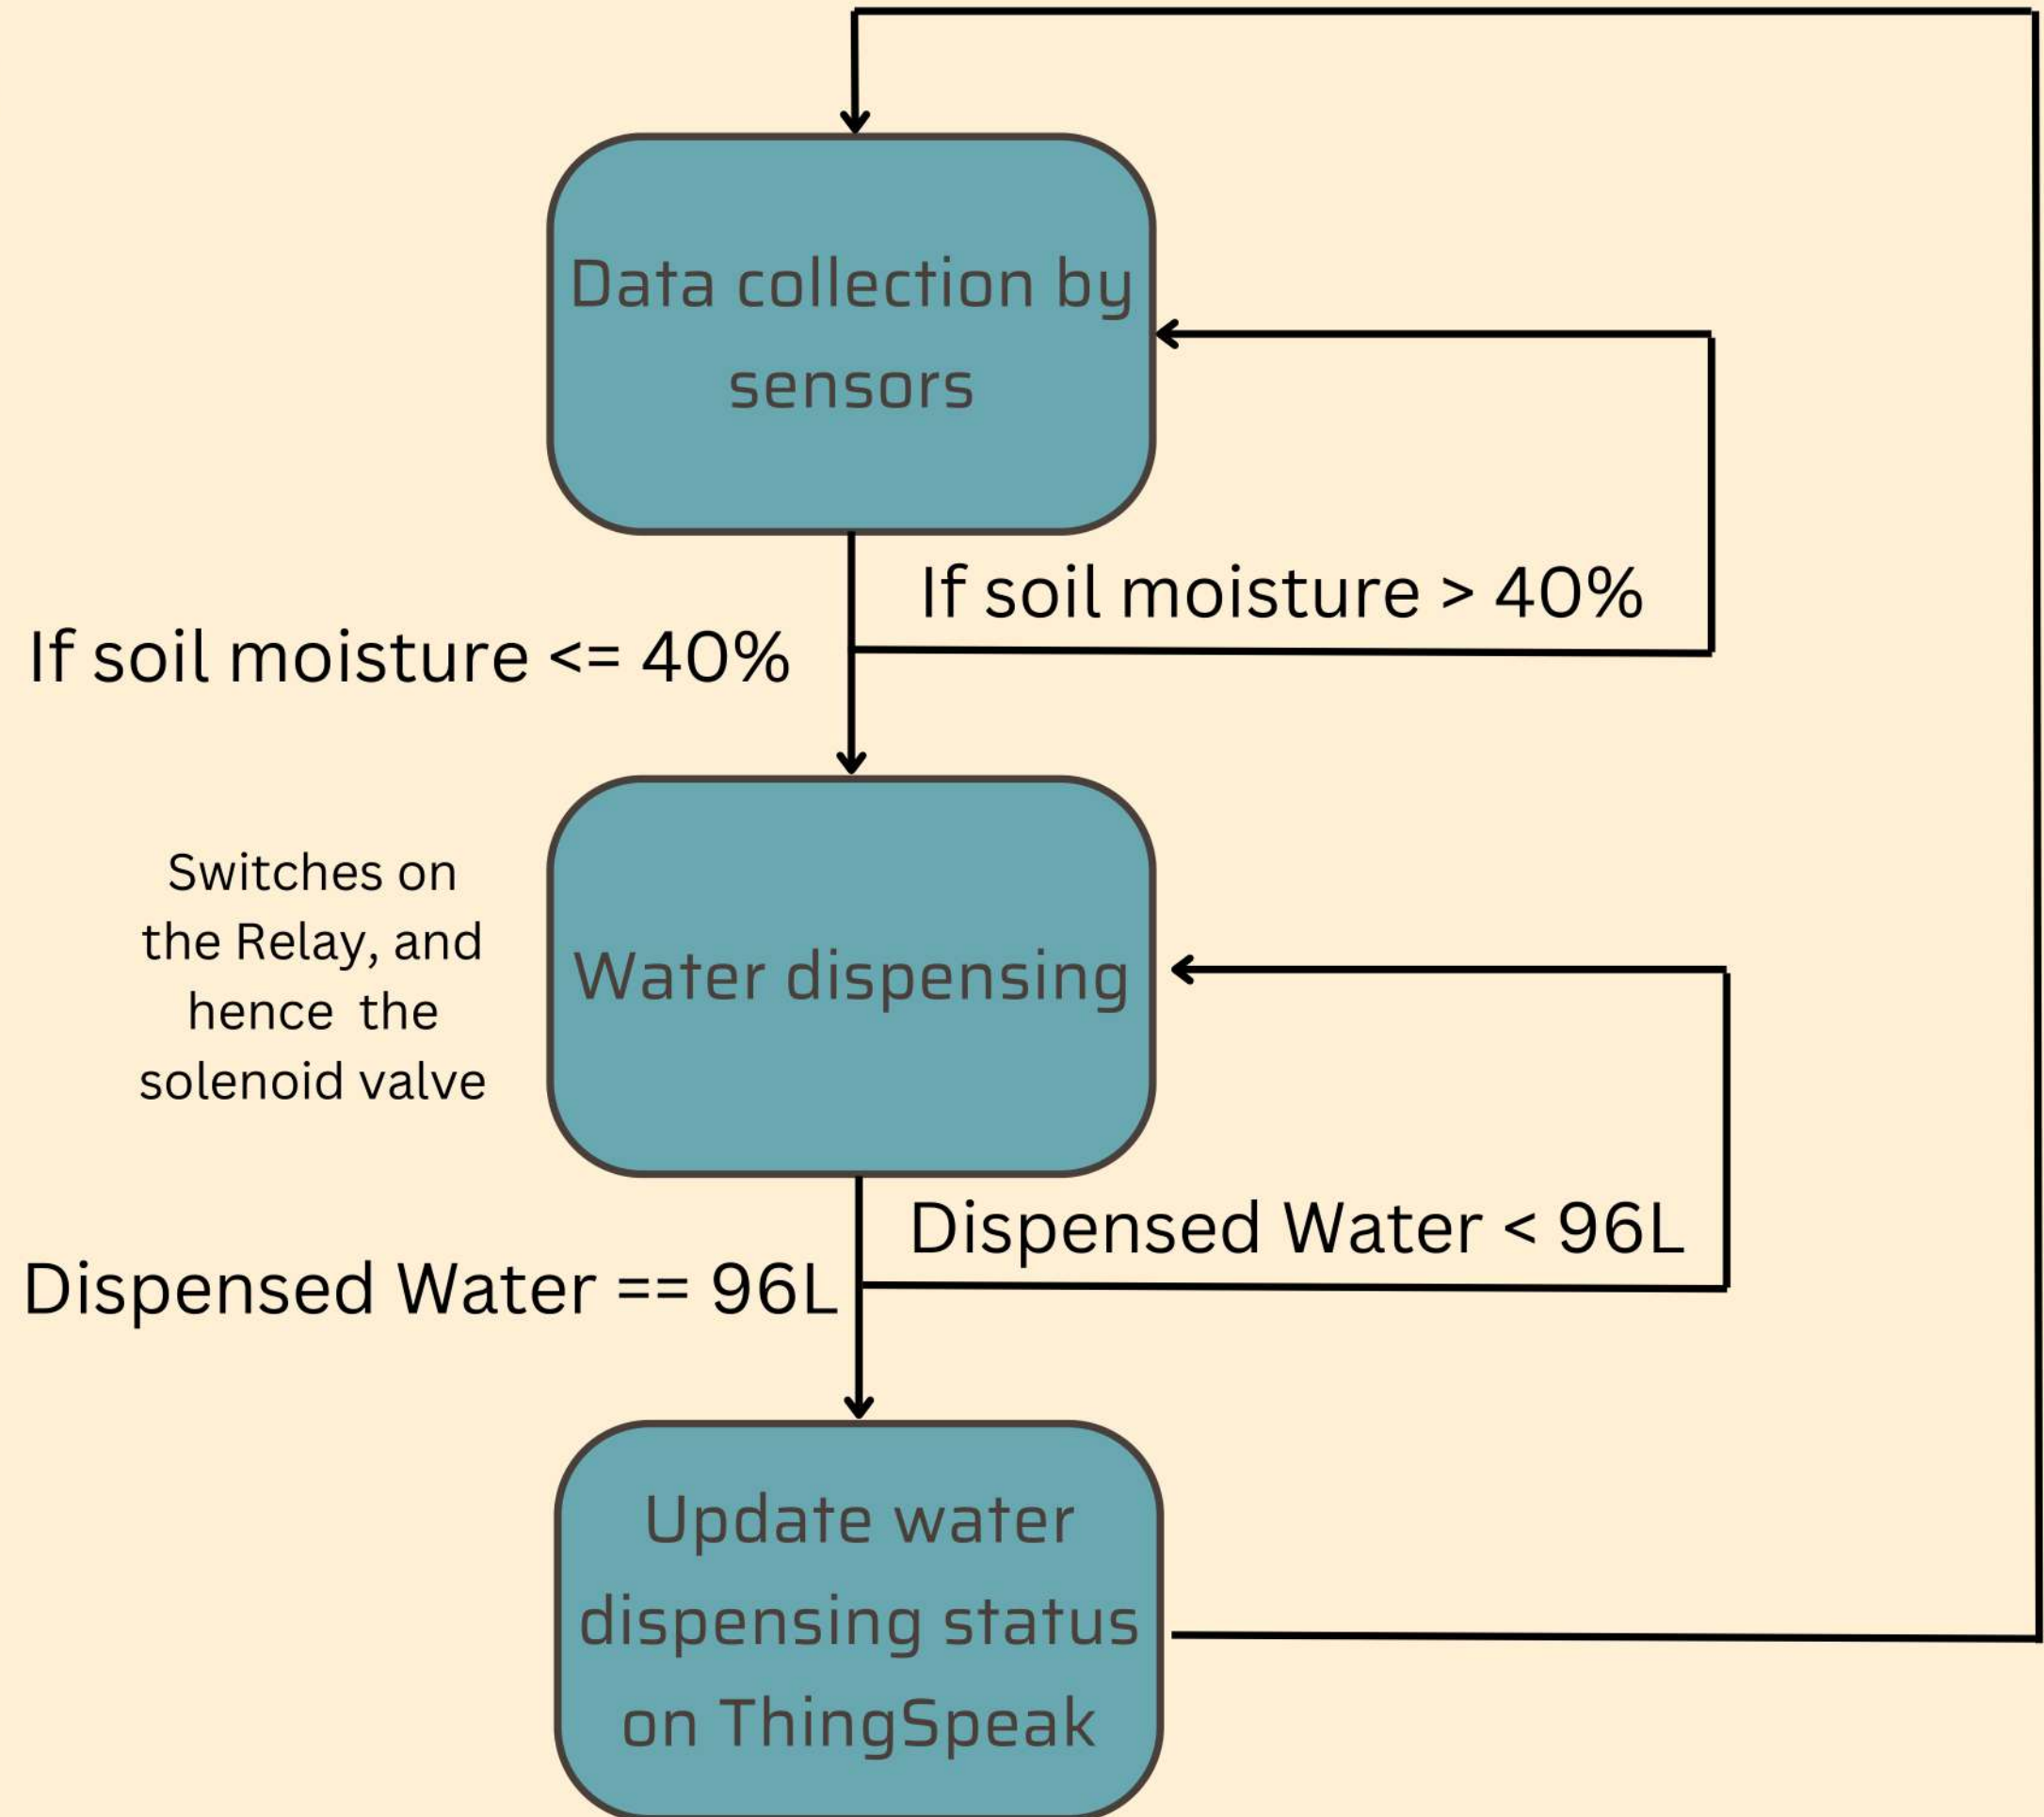 Data collection by
sensors
If soil moisture > 40%
If soil moisture <= 40%
Switches on
the Relay, and
hence the
solenoid valve
Water dispensing
Dispensed Water < 96L
Dispensed Water == 96L
Update water
dispensing status
on ThingSpeak